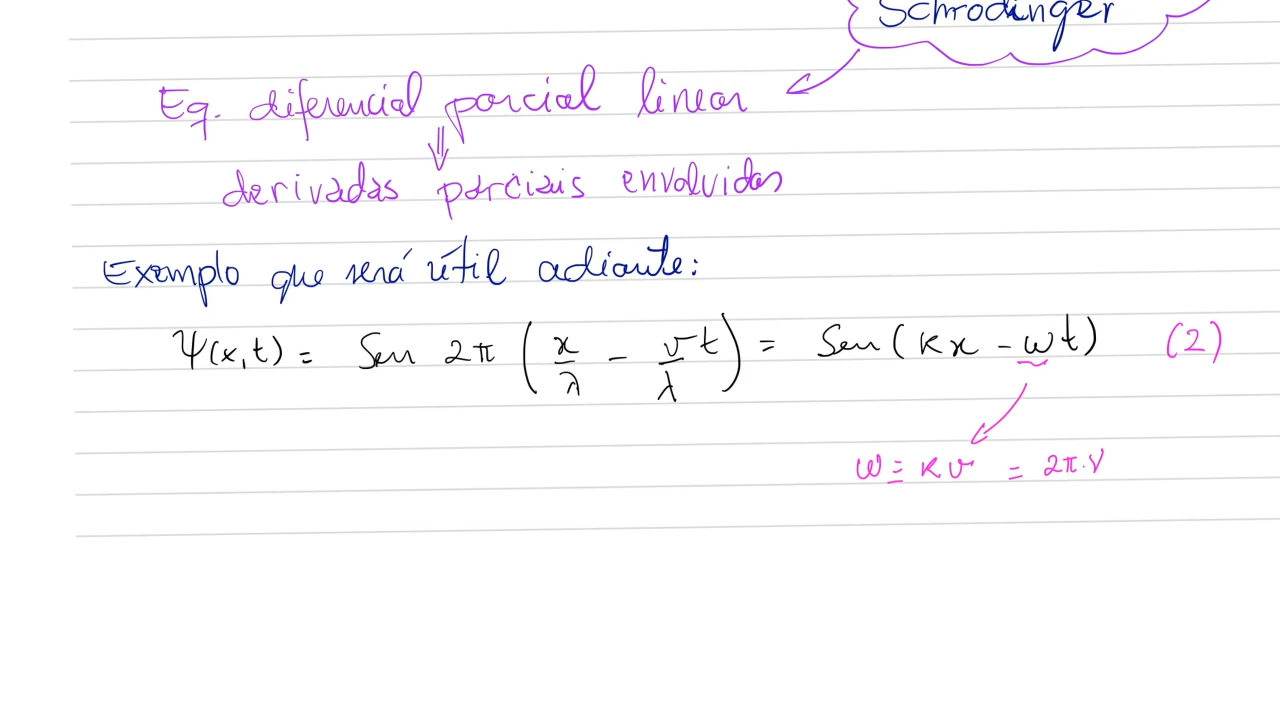 Schrodinger
Eq. diferencial parcial linear
derivadas parciais envolvidas
Exemplo que será útil adiante:
Ψ(x,t) = Sen 2π (x/λ - vt/λ) = Sen(kx - ωt) (2)
ω ≡ kv = 2π.ν